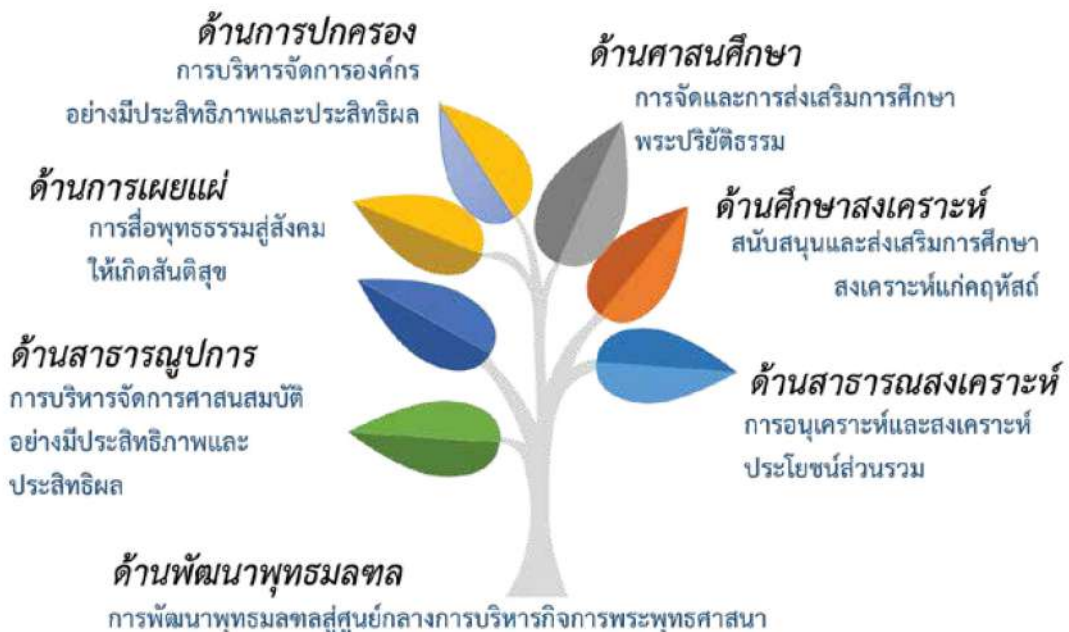 ด้านการปกครอง
การบริหารจัดการองค์กร
อย่างมีประสิทธิภาพและประสิทธิผล
ด้านศาสนศึกษา
การจัดและการส่งเสริมการศึกษา
พระปริยัติธรรม
ด้านการเผยแผ่
การสื่อพุทธธรรมสู่สังคม
ให้เกิดสันติสุข
ด้านศึกษาสงเคราะห์
สนับสนุนและส่งเสริมการศึกษา
สงเคราะห์แก่คฤหัสถ์
ด้านสาธารณูปการ
การบริหารจัดการศาสนสมบัติ
อย่างมีประสิทธิภาพและ
ประสิทธิผล
ด้านสาธารณสงเคราะห์
การอนุเคราะห์และสงเคราะห์
ประโยชน์ส่วนรวม
ด้านพัฒนาพุทธมลฑล
การพัฒนาพุทธมลฑลสู่ศูนย์กลางการบริหารกิจการพระพุทธศาสนา